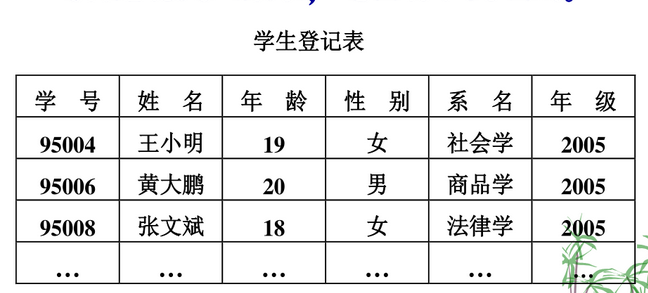 学生登记表
学 号 姓 名 年 龄 性 别 系 名 年 级
95004 王小明 19 女 社会学 2005
95006 黄大鹏 20 男 商品学 2005
95008 张文斌 18 女 法律学 2005
… … … … … …